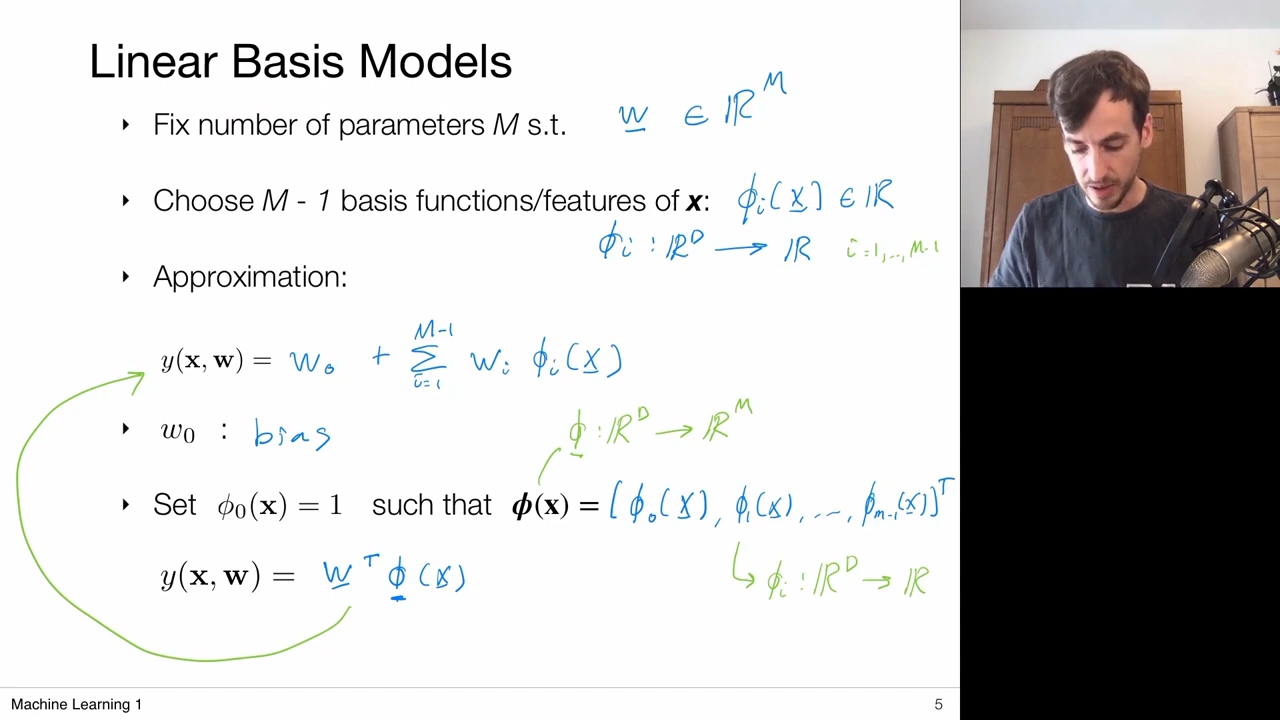 Linear Basis Models
‣ Fix number of parameters M s.t. w ∈ ℝ^M
‣ Choose M - 1 basis functions/features of x: ϕ_i(x) ∈ ℝ
ϕ_i : ℝ^D → ℝ i=1,..,M-1
‣ Approximation:
y(x, w) = w_0 + ∑_{i=1}^{M-1} w_i ϕ_i(x)
‣ w_0 : bias
ϕ : ℝ^D → ℝ^M
‣ Set ϕ_0(x) = 1 such that ϕ(x) = [ϕ_0(x), ϕ_1(x), ..., ϕ_{m-1}(x)]^T
y(x, w) = w^T ϕ(x)
↳ ϕ_i : ℝ^D → ℝ
Machine Learning 1
5